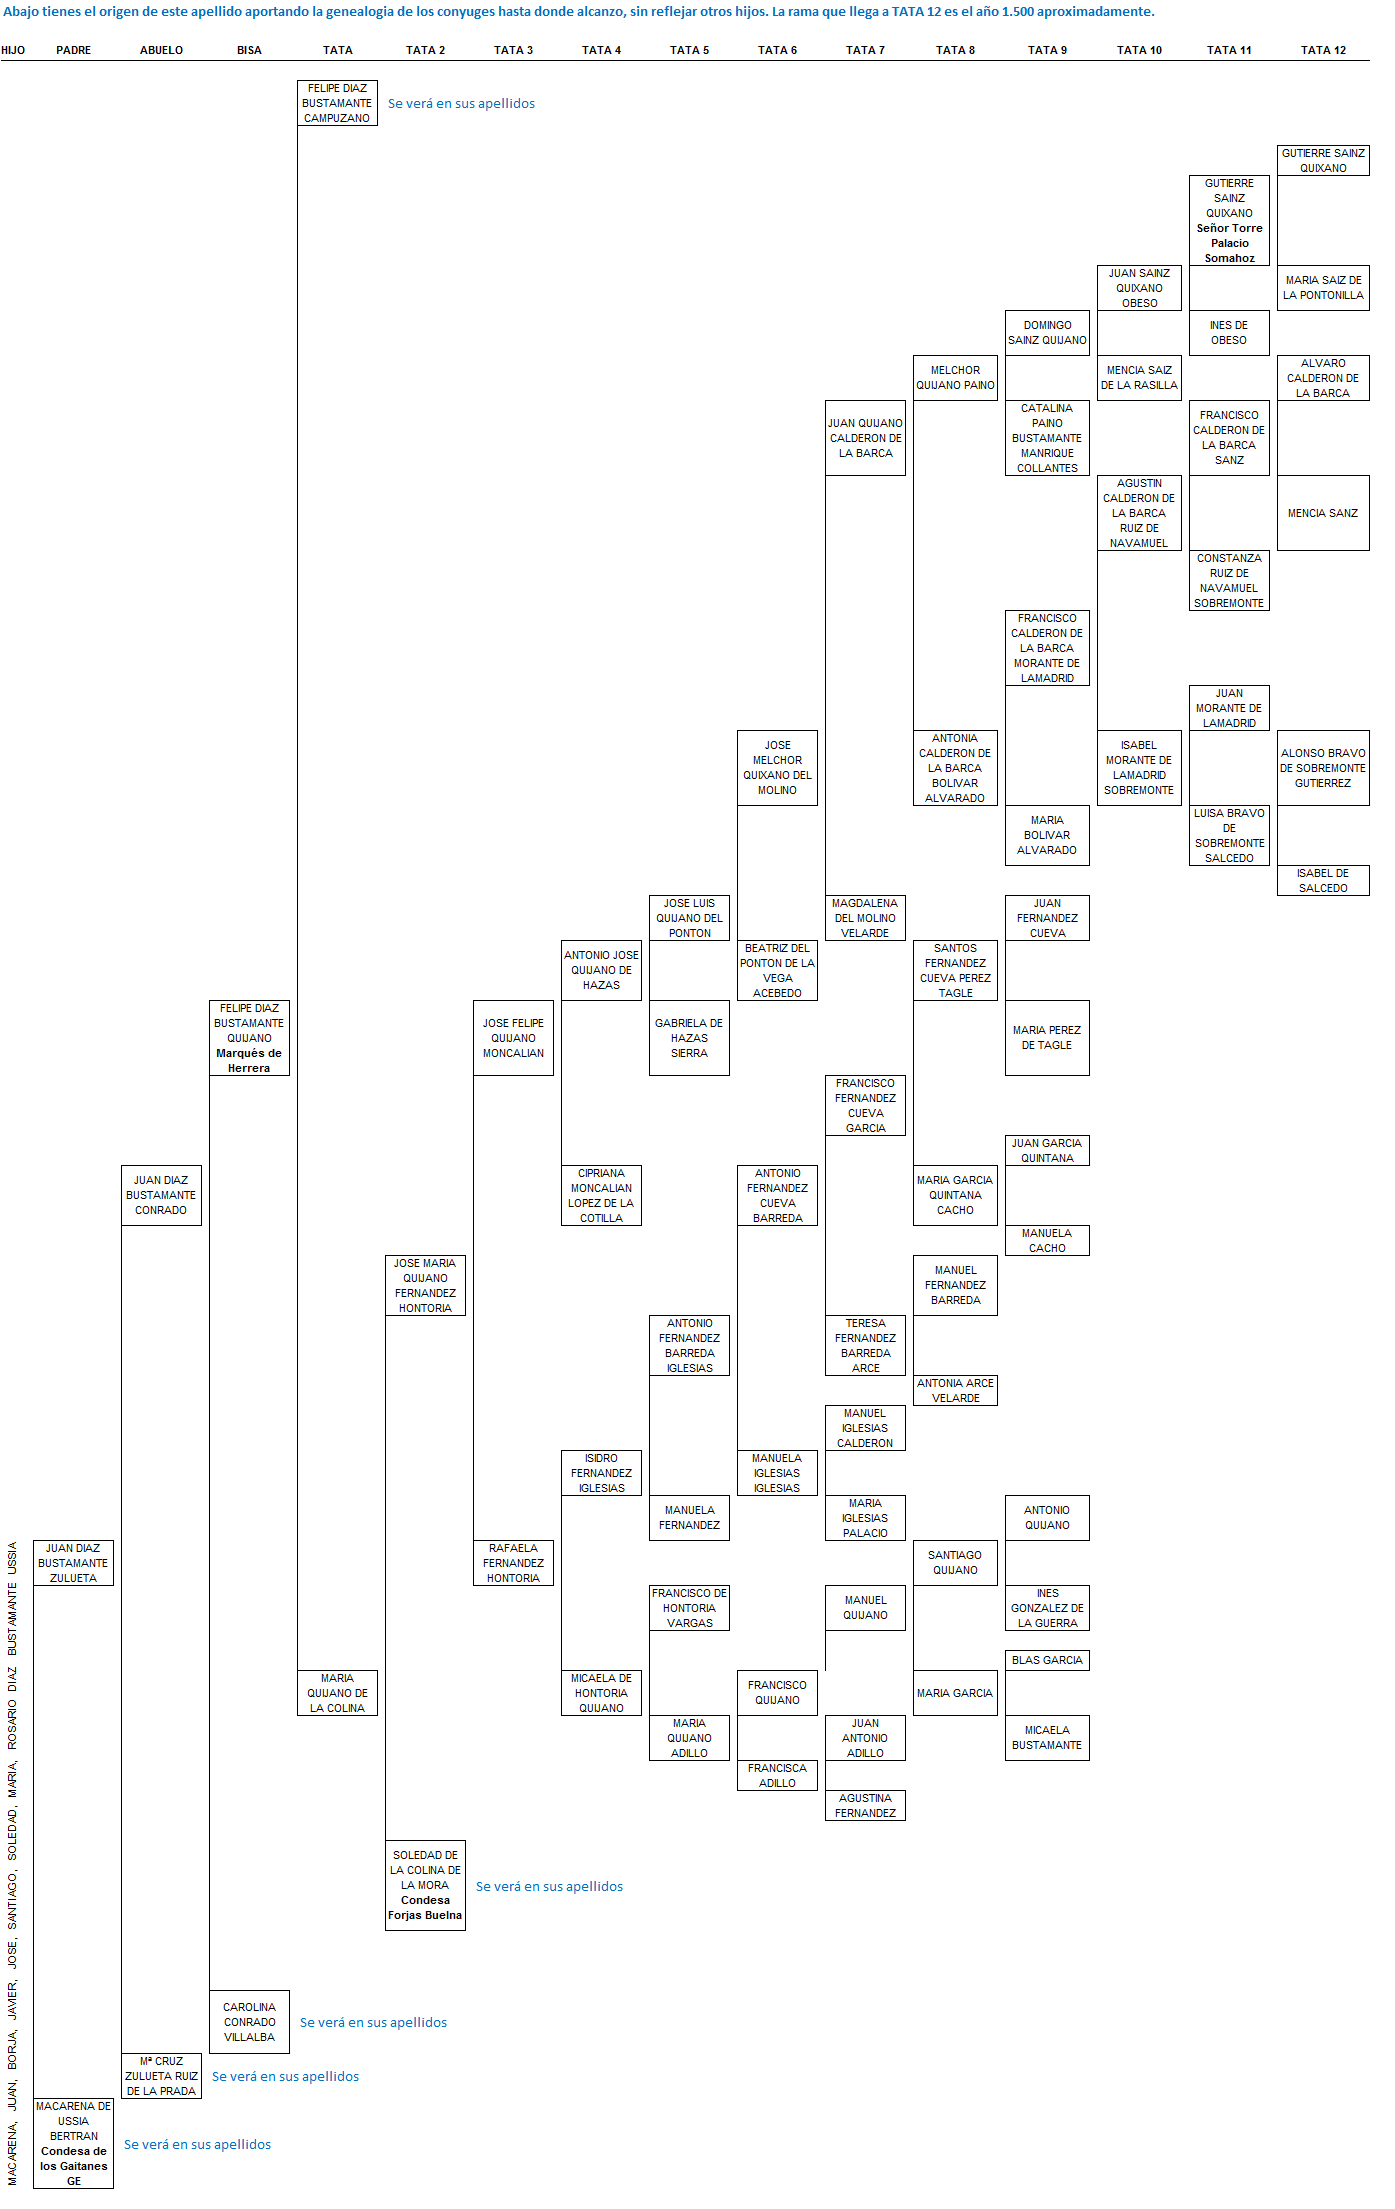 Abajo tienes el origen de este apellido aportando la genealogia de los conyuges hasta donde alcanzo, sin reflejar otros hijos. La rama que llega a TATA 12 es el año 1.500 aproximadamente.
HIJO PADRE ABUELO BISA TATA TATA 2 TATA 3 TATA 4 TATA 5 TATA 6 TATA 7 TATA 8 TATA 9 TATA 10 TATA 11 TATA 12
FELIPE DIAZ
BUSTAMANTE
CAMPUZANO
Se verá en sus apellidos
GUTIERRE SAINZ
QUIXANO
GUTIERRE
SAINZ
QUIXANO
Señor Torre
Palacio
Somahoz
JUAN SAINZ
QUIXANO
OBESO
MARIA SAIZ DE
LA PONTONILLA
DOMINGO
SAINZ QUIJANO
INES DE
OBESO
MELCHOR
QUIJANO PAINO
MENCIA SAIZ
DE LA RASILLA
ALVARO
CALDERON DE
LA BARCA
JUAN QUIJANO
CALDERON DE
LA BARCA
CATALINA
PAINO
BUSTAMANTE
MANRIQUE
COLLANTES
FRANCISCO
CALDERON DE
LA BARCA
SANZ
AGUSTIN
CALDERON DE
LA BARCA
RUIZ DE
NAVAMUEL
MENCIA SANZ
CONSTANZA
RUIZ DE
NAVAMUEL
SOBREMONTE
FRANCISCO
CALDERON DE
LA BARCA
MORANTE DE
LAMADRID
JUAN
MORANTE DE
LAMADRID
JOSE
MELCHOR
QUIXANO DEL
MOLINO
ANTONIA
CALDERON DE
LA BARCA
BOLIVAR
ALVARADO
ISABEL
MORANTE DE
LAMADRID
SOBREMONTE
ALONSO BRAVO
DE SOBREMONTE
GUTIERREZ
MARIA
BOLIVAR
ALVARADO
LUISA BRAVO
DE
SOBREMONTE
SALCEDO
ISABEL DE
SALCEDO
JOSE LUIS
QUIJANO DEL
PONTON
MAGDALENA
DEL MOLINO
VELARDE
JUAN
FERNANDEZ
CUEVA
ANTONIO JOSE
QUIJANO DE
HAZAS
BEATRIZ DEL
PONTON DE LA
VEGA
ACEBEDO
SANTOS
FERNANDEZ
CUEVA PEREZ
TAGLE
FELIPE DIAZ
BUSTAMANTE
QUIJANO
Marqués de
Herrera
JOSE FELIPE
QUIJANO
MONCALIAN
GABRIELA DE
HAZAS
SIERRA
MARIA PEREZ
DE TAGLE
FRANCISCO
FERNANDEZ
CUEVA
GARCIA
JUAN GARCIA
QUINTANA
JUAN DIAZ
BUSTAMANTE
CONRADO
CIPRIANA
MONCALIAN
LOPEZ DE LA
COTILLA
ANTONIO
FERNANDEZ
CUEVA
BARREDA
MARIA GARCIA
QUINTANA
CACHO
MANUELA
CACHO
JOSE MARIA
QUIJANO
FERNANDEZ
HONTORIA
MANUEL
FERNANDEZ
BARREDA
ANTONIO
FERNANDEZ
BARREDA
IGLESIAS
TERESA
FERNANDEZ
BARREDA
ARCE
ANTONIA ARCE
VELARDE
MANUEL
IGLESIAS
CALDERON
ISIDRO
FERNANDEZ
IGLESIAS
MANUELA
IGLESIAS
IGLESIAS
MANUELA
FERNANDEZ
MARIA
IGLESIAS
PALACIO
ANTONIO
QUIJANO
JUAN DIAZ
BUSTAMANTE
ZULUETA
RAFAELA
FERNANDEZ
HONTORIA
SANTIAGO
QUIJANO
FRANCISCO DE
HONTORIA
VARGAS
MANUEL
QUIJANO
INES
GONZALEZ DE
LA GUERRA
BLAS GARCIA
MARIA
QUIJANO DE
LA COLINA
MICAELA DE
HONTORIA
QUIJANO
FRANCISCO
QUIJANO
MARIA GARCIA
MARIA
QUIJANO
ADILLO
JUAN
ANTONIO
ADILLO
MICAELA
BUSTAMANTE
FRANCISCA
ADILLO
AGUSTINA
FERNANDEZ
SOLEDAD DE
LA COLINA DE
LA MORA
Condesa
Forjas Buelna
Se verá en sus apellidos
CAROLINA
CONRADO
VILLALBA
Se verá en sus apellidos
Mª CRUZ
ZULUETA RUIZ
DE LA PRADA
Se verá en sus apellidos
MACARENA DE
USSIA
BERTRAN
Condesa de
los Gaitanes
GE
Se verá en sus apellidos
MACARENA, JUAN, BORJA, JAVIER, JOSE, SANTIAGO, SOLEDAD, MARIA, ROSARIO DIAZ BUSTAMANTE USSIA